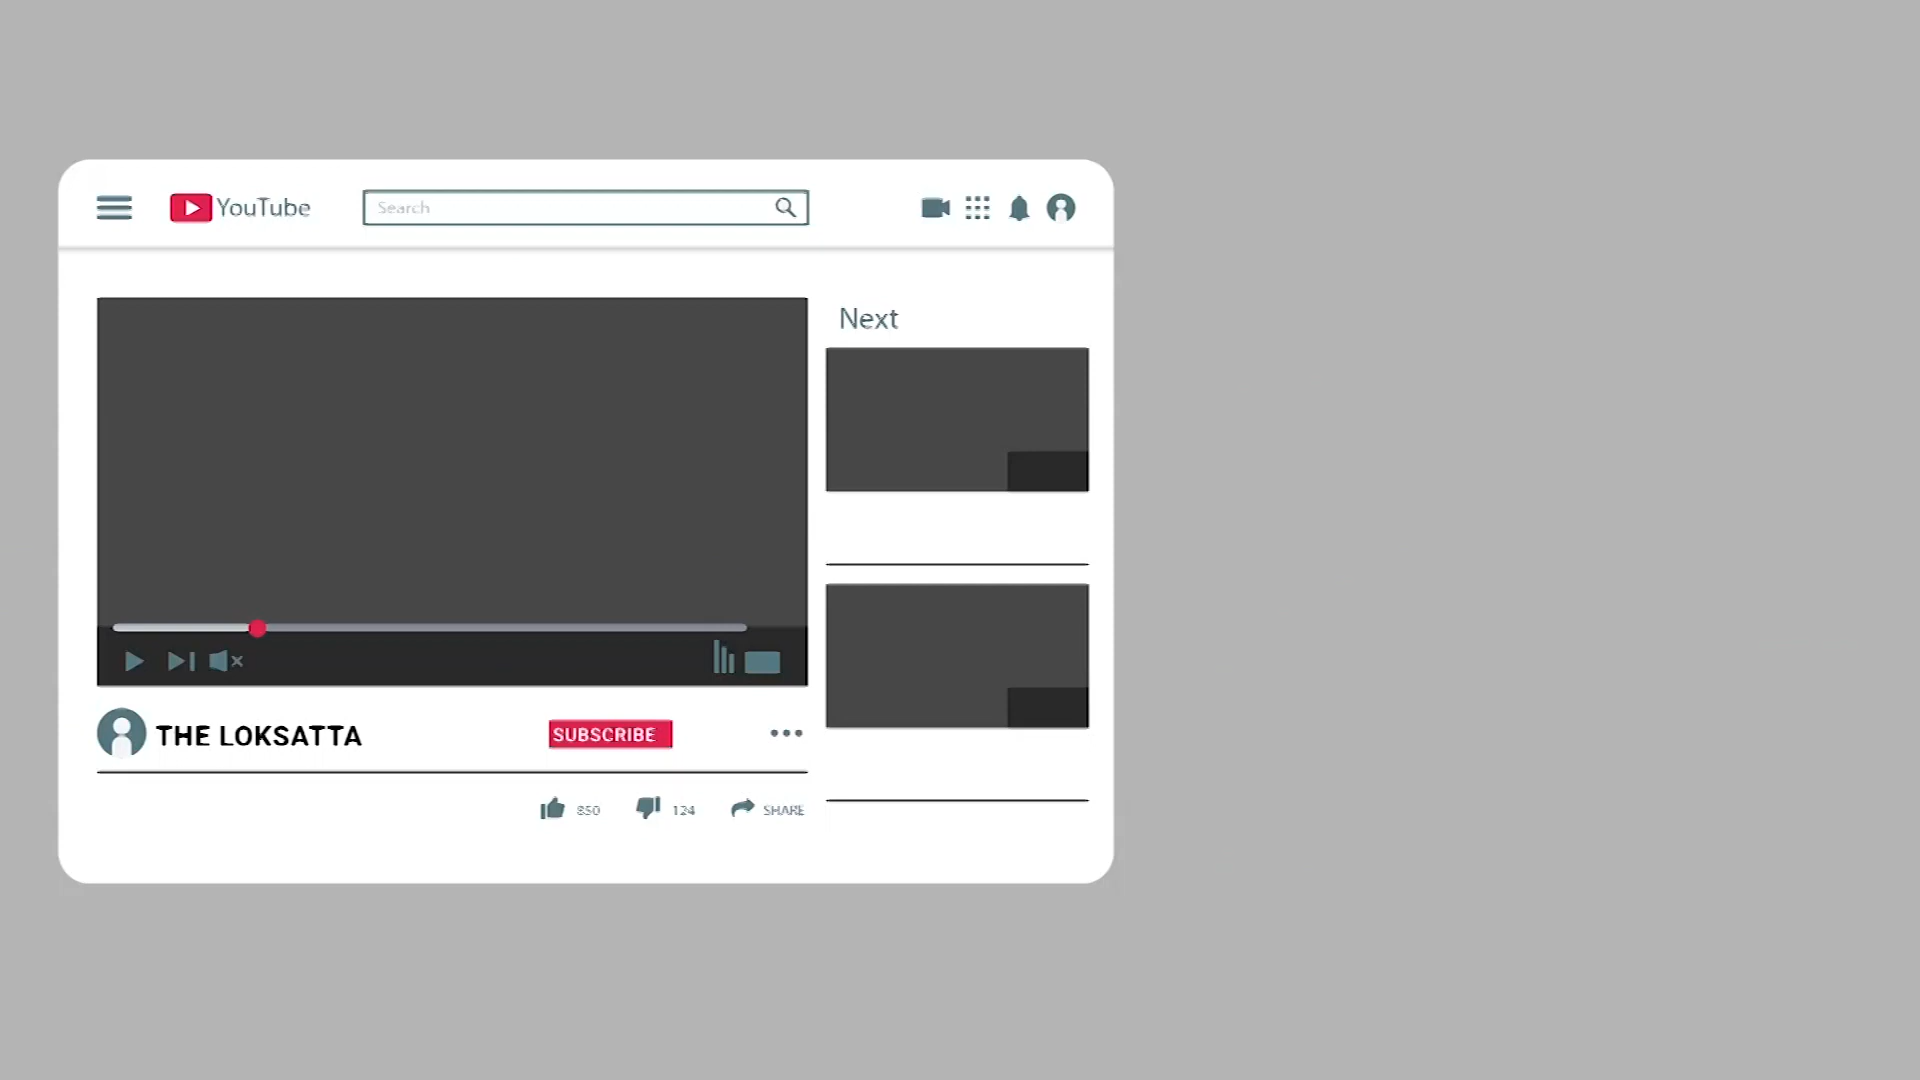 YouTube
Search
Next
THE LOKSATTA
SUBSCRIBE
850
124
SHARE